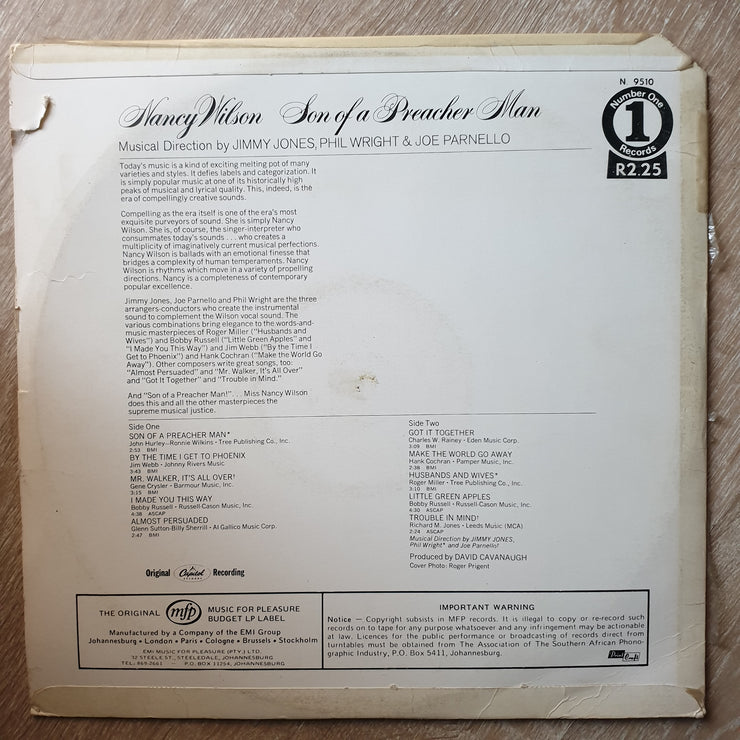 N 9510
Number One
1
Records
R2.25
Nancy Wilson Son of a Preacher Man
Musical Direction by JIMMY JONES, PHIL WRIGHT & JOE PARNELLO
Today's music is a kind of exciting melting pot of many
varieties and styles. It defies labels and categorization. It
is simply popular music at one of its historically high
peaks of musical and lyrical quality. This, indeed, is the
era of compellingly creative sounds.
Compelling as the era itself is one of the era's most
exquisite purveyors of sound. She is simply Nancy
Wilson. She is, of course, the singer-interpreter who
consummates today's sounds . . . who creates a
multiplicity of imaginatively current musical perfections.
Nancy Wilson is ballads with an emotional finesse that
bridges a complexity of human temperaments. Nancy
Wilson is rhythms which move in a variety of propelling
directions. Nancy is a completeness of contemporary
popular excellence.
Jimmy Jones, Joe Parnello and Phil Wright are the three
arrangers-conductors who create the instrumental
sound to complement the Wilson vocal sound. The
various combinations bring elegance to the words-and-
music masterpieces of Roger Miller ("Husbands and
Wives") and Bobby Russell ("Little Green Apples" and
"I Made You This Way") and Jim Webb ("By the Time I
Get to Phoenix") and Hank Cochran ("Make the World Go
Away"). Other composers write great songs, too:
"Almost Persuaded" and "Mr. Walker, It's All Over"
and "Got It Together" and "Trouble in Mind."
And "Son of a Preacher Man!" . . . Miss Nancy Wilson
does this and all the other masterpieces the
supreme musical justice.
Side One
SON OF A PREACHER MAN*
John Hurley–Ronnie Wilkins • Tree Publishing Co., Inc.
2:53 BMI
BY THE TIME I GET TO PHOENIX
Jim Webb • Johnny Rivers Music
3:43 BMI
MR. WALKER, IT'S ALL OVER†
Gene Crysler • Barmour Music, Inc.
3:15 BMI
I MADE YOU THIS WAY
Bobby Russell • Russell-Cason Music, Inc.
4:38 ASCAP
ALMOST PERSUADED
Glenn Sutton-Billy Sherrill • Al Gallico Music Corp.
2:47 BMI
Side Two
GOT IT TOGETHER
Charles W. Rainey • Eden Music Corp.
3:09 BMI
MAKE THE WORLD GO AWAY
Hank Cochran • Pamper Music, Inc.
2:38 BMI
HUSBANDS AND WIVES*
Roger Miller • Tree Publishing Co., Inc.
3:10 BMI
LITTLE GREEN APPLES
Bobby Russell • Russell-Cason Music, Inc.
4:30 ASCAP
TROUBLE IN MIND†
Richard M. Jones • Leeds Music (MCA)
2:24 ASCAP
Musical Direction by JIMMY JONES,
Phil Wright* and Joe Parnello†
Produced by DAVID CAVANAUGH
Cover Photo: Roger Prigent
Original Capitol Recording
THE ORIGINAL mfp MUSIC FOR PLEASURE
BUDGET LP LABEL
Manufactured by a Company of the EMI Group
Johannesburg • London • Paris • Cologne • Brussels • Stockholm
EMI MUSIC FOR PLEASURE (PTY.) LTD.
32 STEELE ST., STEELEDALE, JOHANNESBURG
TEL. 869-2661 • P.O. BOX 11254, JOHANNESBURG
IMPORTANT WARNING
Notice — Copyright subsists in MFP records. It is illegal to copy or re-record such
records on to tape for any purpose whatsoever and any infringement may be actionable
at law. Licences for the public performance or broadcasting of records direct from
turntables must be obtained from The Association of The Southern African Phono-
graphic Industry, P.O. Box 5411, Johannesburg.